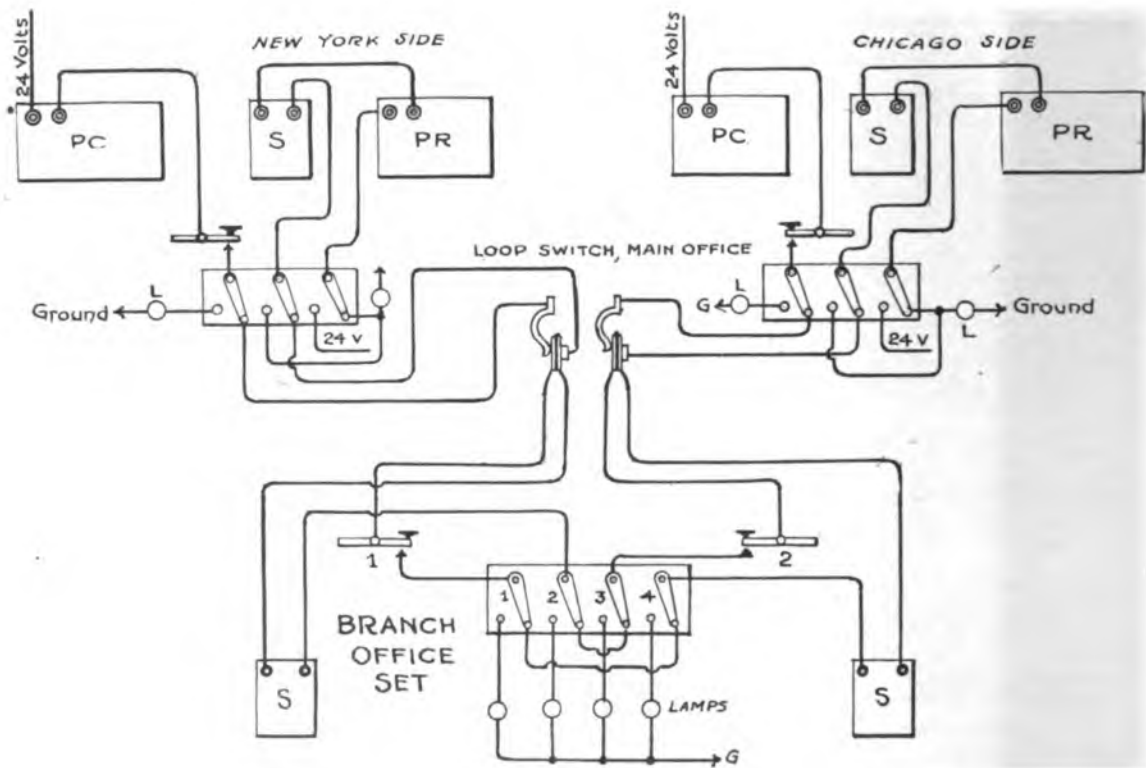 24 Volts
NEW YORK SIDE
24 Volts
CHICAGO SIDE
PC
S
PR
PC
S
PR
LOOP SWITCH, MAIN OFFICE
Ground
L
24 V
G
L
24 V
L
Ground
1
2
1
2
3
4
BRANCH
OFFICE
SET
S
LAMPS
S
G